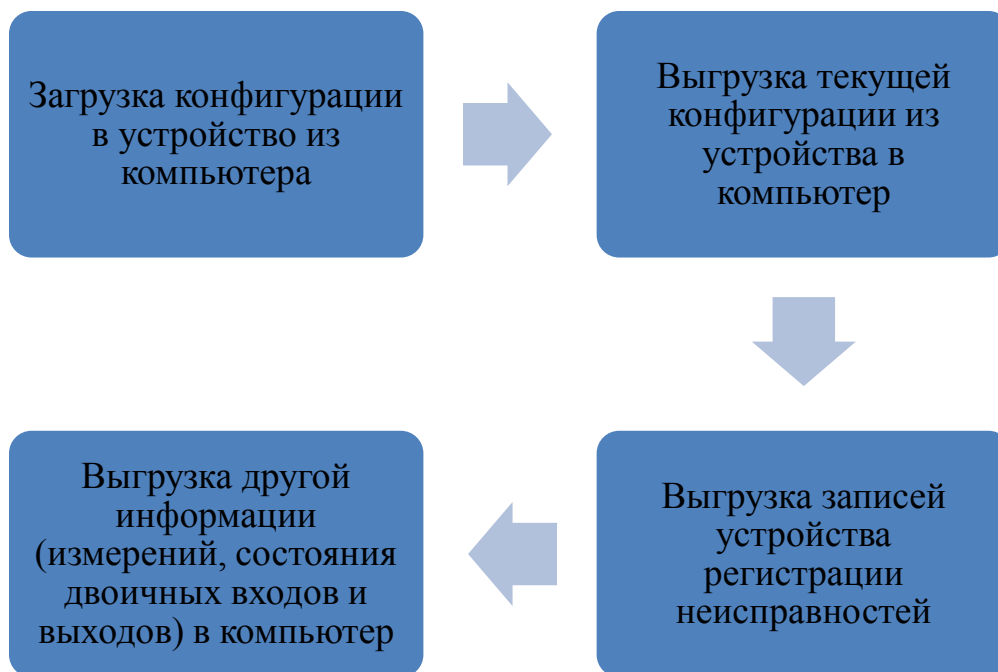 Загрузка конфигурации
в устройство из
компьютера
Выгрузка текущей
конфигурации из
устройства в
компьютер
Выгрузка записей
устройства
регистрации
неисправностей
Выгрузка другой
информации
(измерений, состояния
двоичных входов и
выходов) в компьютер